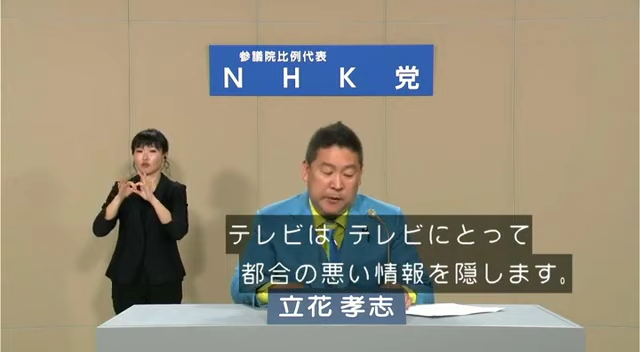 参議院比例代表
NHK党
テレビは、テレビにとって
都合の悪い情報を隠します。
立花 孝志